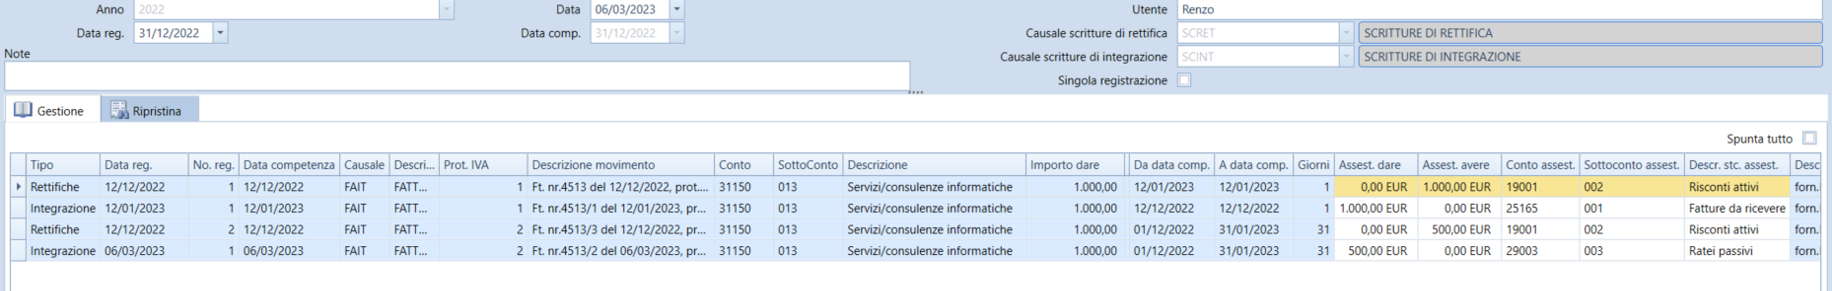 Anno 2022 Data 06/03/2023 Utente Renzo
Data reg. 31/12/2022 Data comp. 31/12/2022 Causale scritture di rettifica SCRET SCRITTURE DI RETTIFICA
Note Causale scritture di integrazione SCINT SCRITTURE DI INTEGRAZIONE
Singola registrazione
Gestione Ripristina
Spunta tutto
Tipo Data reg. No. reg. Data competenza Causale Descri... Prot. IVA Descrizione movimento Conto SottoConto Descrizione Importo dare Da data comp. A data comp. Giorni Assest. dare Assest. avere Conto assest. Sottoconto assest. Descr. stc. assest. Desc
Rettifiche 12/12/2022 1 12/12/2022 FAIT FATT... 1 Ft. nr.4513 del 12/12/2022, prot.... 31150 013 Servizi/consulenze informatiche 1.000,00 12/01/2023 12/01/2023 1 0,00 EUR 1.000,00 EUR 19001 002 Risconti attivi forn.
Integrazione 12/01/2023 1 12/01/2023 FAIT FATT... 1 Ft. nr.4513/1 del 12/01/2023, pr... 31150 013 Servizi/consulenze informatiche 1.000,00 12/12/2022 12/12/2022 1 1.000,00 EUR 0,00 EUR 25165 001 Fatture da ricevere forn.
Rettifiche 12/12/2022 2 12/12/2022 FAIT FATT... 2 Ft. nr.4513/3 del 12/12/2022, pr... 31150 013 Servizi/consulenze informatiche 1.000,00 01/12/2022 31/01/2023 31 0,00 EUR 500,00 EUR 19001 002 Risconti attivi forn.
Integrazione 06/03/2023 1 06/03/2023 FAIT FATT... 2 Ft. nr.4513/2 del 06/03/2023, pr... 31150 013 Servizi/consulenze informatiche 1.000,00 01/12/2022 31/01/2023 31 500,00 EUR 0,00 EUR 29003 003 Ratei passivi forn.